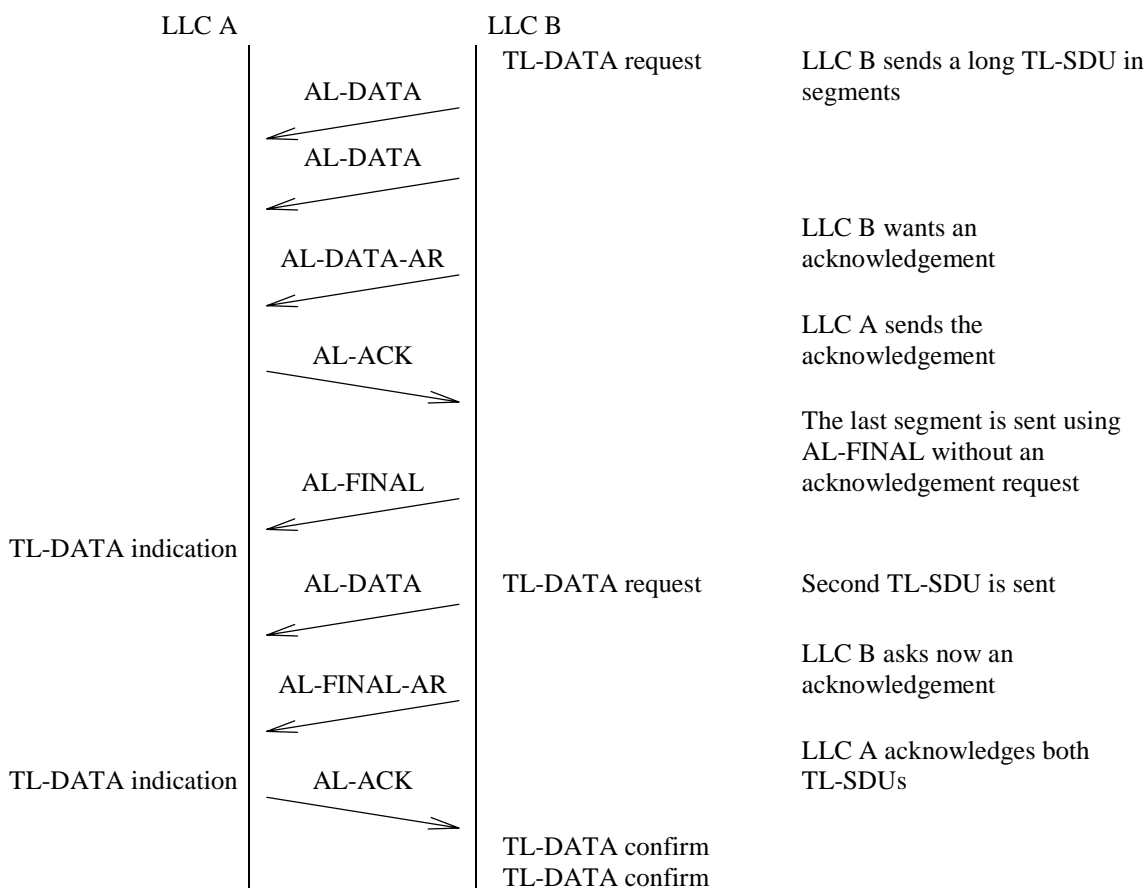 LLC A LLC B
TL-DATA request LLC B sends a long TL-SDU in
segments
AL-DATA
AL-DATA
LLC B wants an
acknowledgement
AL-DATA-AR
LLC A sends the
acknowledgement
AL-ACK
The last segment is sent using
AL-FINAL without an
acknowledgement request
AL-FINAL
TL-DATA indication
AL-DATA TL-DATA request Second TL-SDU is sent
LLC B asks now an
acknowledgement
AL-FINAL-AR
LLC A acknowledges both
TL-SDUs
TL-DATA indication AL-ACK
TL-DATA confirm
TL-DATA confirm